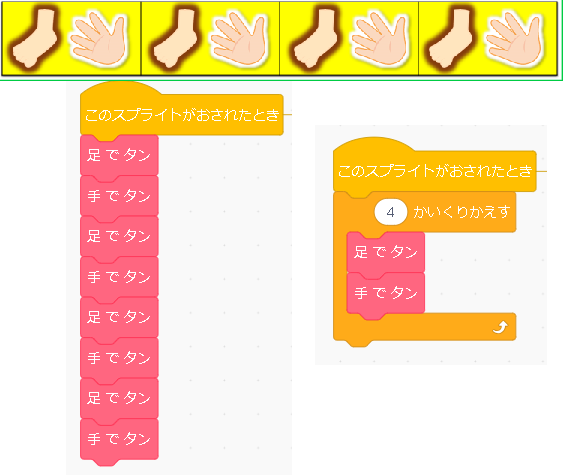 このスプライトがおされたとき
足でタン
手でタン
足でタン
手でタン
足でタン
手でタン
足でタン
手でタン
このスプライトがおされたとき
4 かいくりかえす
足でタン
手でタン